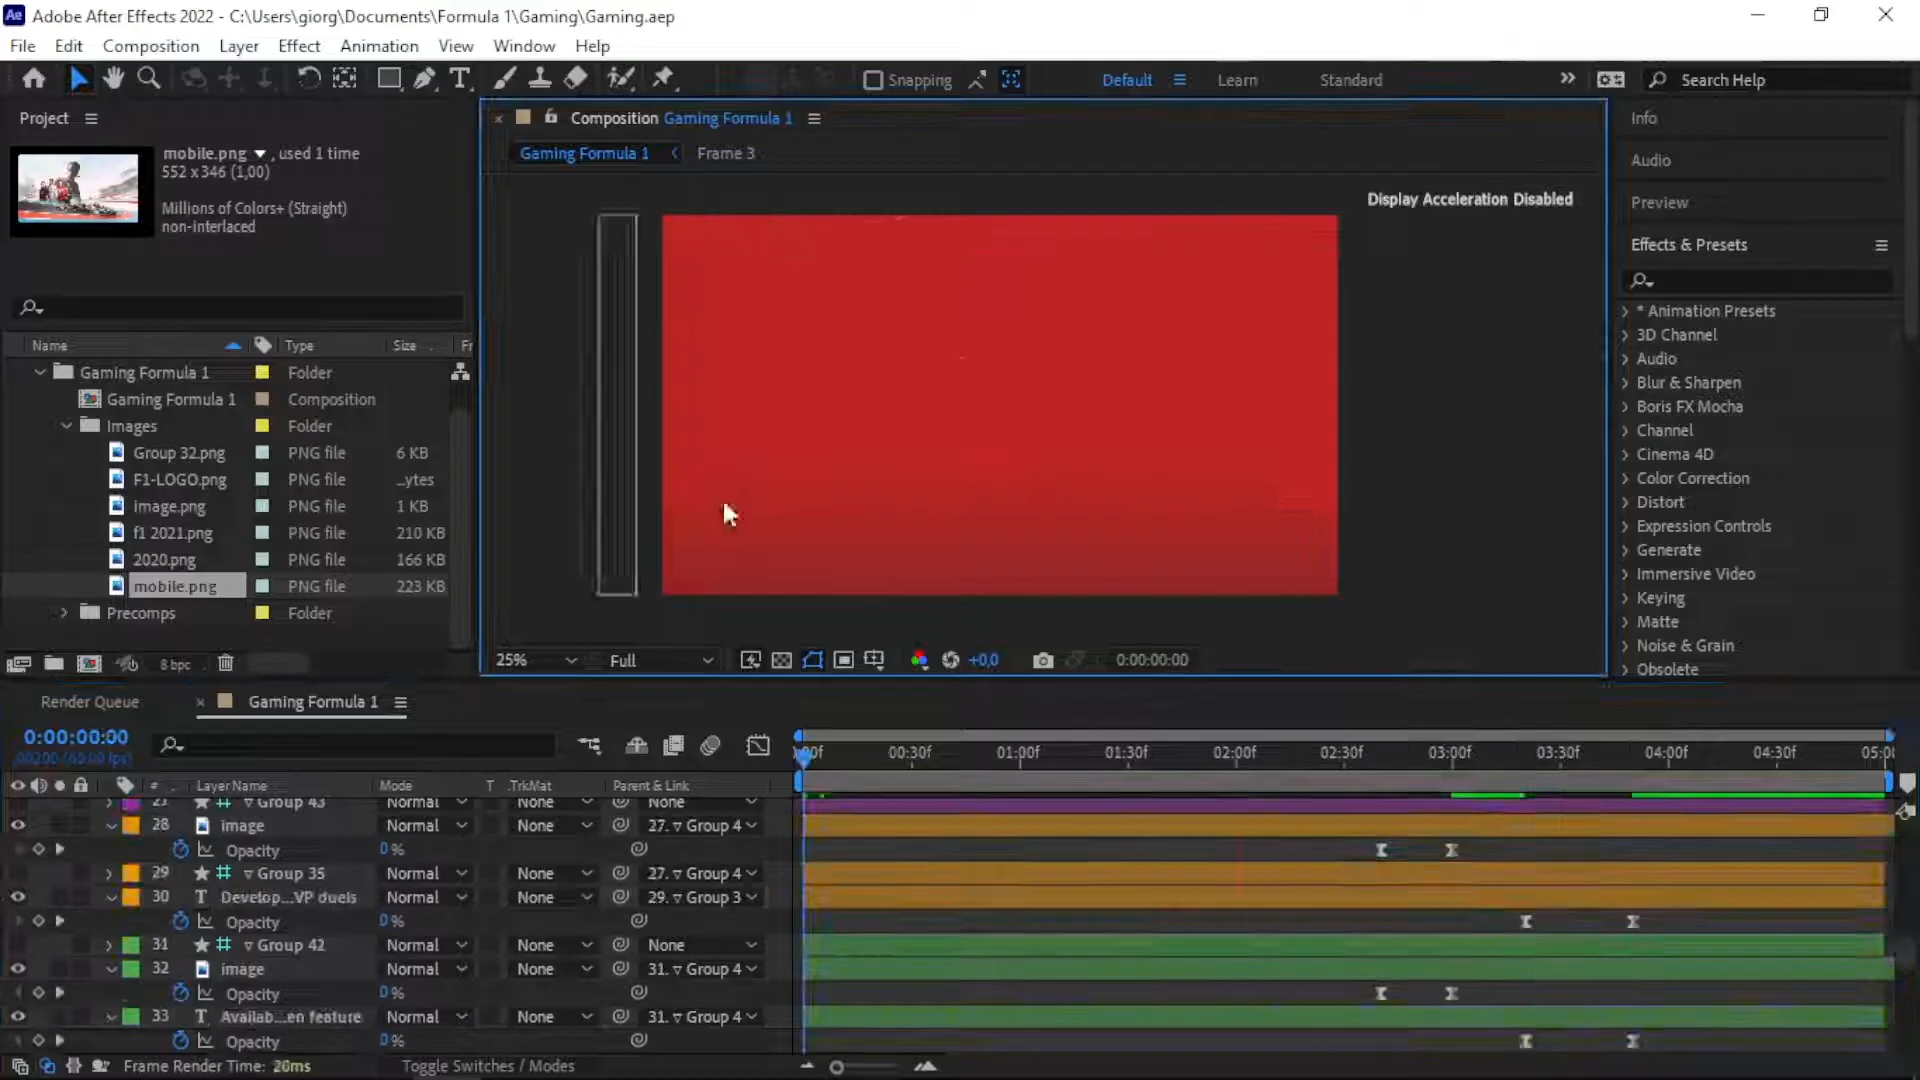 Adobe After Effects 2022 - C:\Users\giorg\Documents\Formula 1\Gaming\Gaming.aep
File Edit Composition Layer Effect Animation View Window Help
Snapping Default Learn Standard Search Help
Project
mobile.png , used 1 time
552 x 346 (1,00)
Millions of Colors+ (Straight)
non-interlaced
Name Type Size Fr
Gaming Formula 1 Folder
Gaming Formula 1 Composition
Images Folder
Group 32.png PNG file 6 KB
F1-LOGO.png PNG file ...ytes
image.png PNG file 1 KB
f1 2021.png PNG file 210 KB
2020.png PNG file 166 KB
mobile.png PNG file 223 KB
Precomps Folder
8 bpc
Composition Gaming Formula 1
Gaming Formula 1 Frame 3
Display Acceleration Disabled
25% Full +0,0 0:00:00:00
Info
Audio
Preview
Effects & Presets
* Animation Presets
3D Channel
Audio
Blur & Sharpen
Boris FX Mocha
Channel
Cinema 4D
Color Correction
Distort
Expression Controls
Generate
Immersive Video
Keying
Matte
Noise & Grain
Obsolete
Render Queue Gaming Formula 1
0:00:00:00
00:30f 01:00f 01:30f 02:00f 02:30f 03:00f 03:30f 04:00f 04:30f 05:00
# Layer Name Mode T .TrkMat Parent & Link
Group 43 Normal None None
28 image Normal None 27. Group 4
Opacity 0 %
29 Group 35 Normal None 27. Group 4
30 T Develop...VP duels Normal None 29. Group 3
Opacity 0 %
31 Group 42 Normal None None
32 image Normal None 31. Group 4
Opacity 0 %
33 T Availab...en feature Normal None 31. Group 4
Opacity 0 %
Frame Render Time: 20ms Toggle Switches / Modes